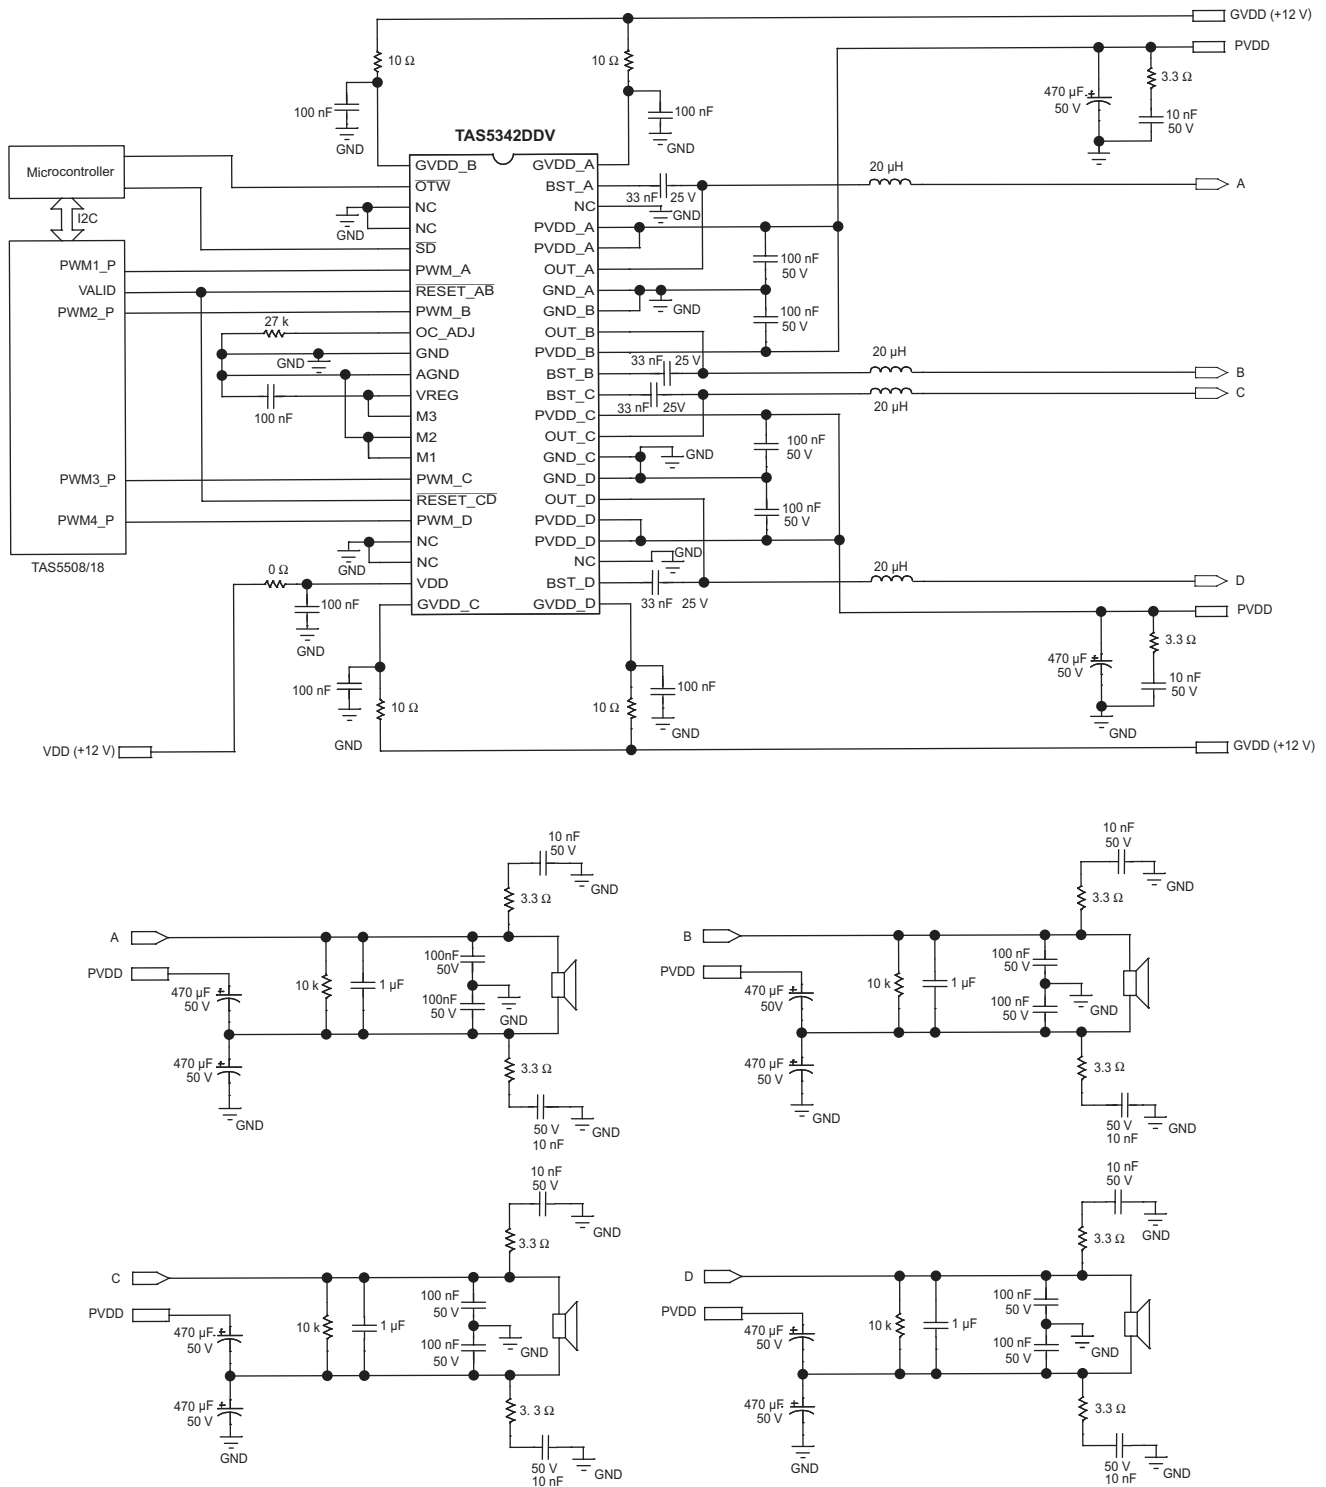 GVDD (+12 V)
PVDD
10 Ω
10 Ω
3.3 Ω
470 µF
50 V
10 nF
50 V
100 nF
GND
100 nF
GND
TAS5342DDV
Microcontroller
I2C
GVDD_B
OTW
NC
NC
SD
PWM_A
RESET_AB
PWM_B
OC_ADJ
GND
AGND
VREG
M3
M2
M1
PWM_C
RESET_CD
PWM_D
NC
NC
VDD
GVDD_C
GVDD_A
BST_A
NC
PVDD_A
PVDD_A
OUT_A
GND_A
GND_B
OUT_B
PVDD_B
BST_B
BST_C
PVDD_C
OUT_C
GND_C
GND_D
OUT_D
PVDD_D
PVDD_D
NC
BST_D
GVDD_D
PWM1_P
VALID
PWM2_P
PWM3_P
PWM4_P
TAS5508/18
GND
27 k
GND
100 nF
GND
0 Ω
100 nF
GND
100 nF
GND
10 Ω
VDD (+12 V)
20 µH
A
33 nF 25 V
GND
100 nF
50 V
GND
100 nF
50 V
33 nF 25 V
20 µH
B
33 nF 25V
20 µH
C
100 nF
50 V
GND
100 nF
50 V
GND
33 nF 25 V
20 µH
D
PVDD
3.3 Ω
470 µF
50 V
10 nF
50 V
GND
100 nF
10 Ω
GND
GVDD (+12 V)
10 nF
50 V
GND
3.3 Ω
A
PVDD
470 µF
50 V
10 k
1 µF
100nF
50V
100nF
50 V
GND
470 µF
50 V
GND
3.3 Ω
GND
50 V
10 nF
10 nF
50 V
GND
3.3 Ω
B
PVDD
470 µF
50V
10 k
1 µF
100 nF
50 V
100 nF
50 V
GND
470 µF
50 V
GND
3.3 Ω
GND
50 V
10 nF
10 nF
50 V
GND
3.3 Ω
C
PVDD
470 µF
50 V
10 k
1 µF
100 nF
50 V
100 nF
50 V
GND
470 µF
50 V
GND
3. 3 Ω
GND
50 V
10 nF
10 nF
50 V
GND
3.3 Ω
D
PVDD
470 µF
50 V
10 k
1 µF
100 nF
50 V
100 nF
50 V
GND
470 µF
50 V
GND
3.3 Ω
GND
50 V
10 nF